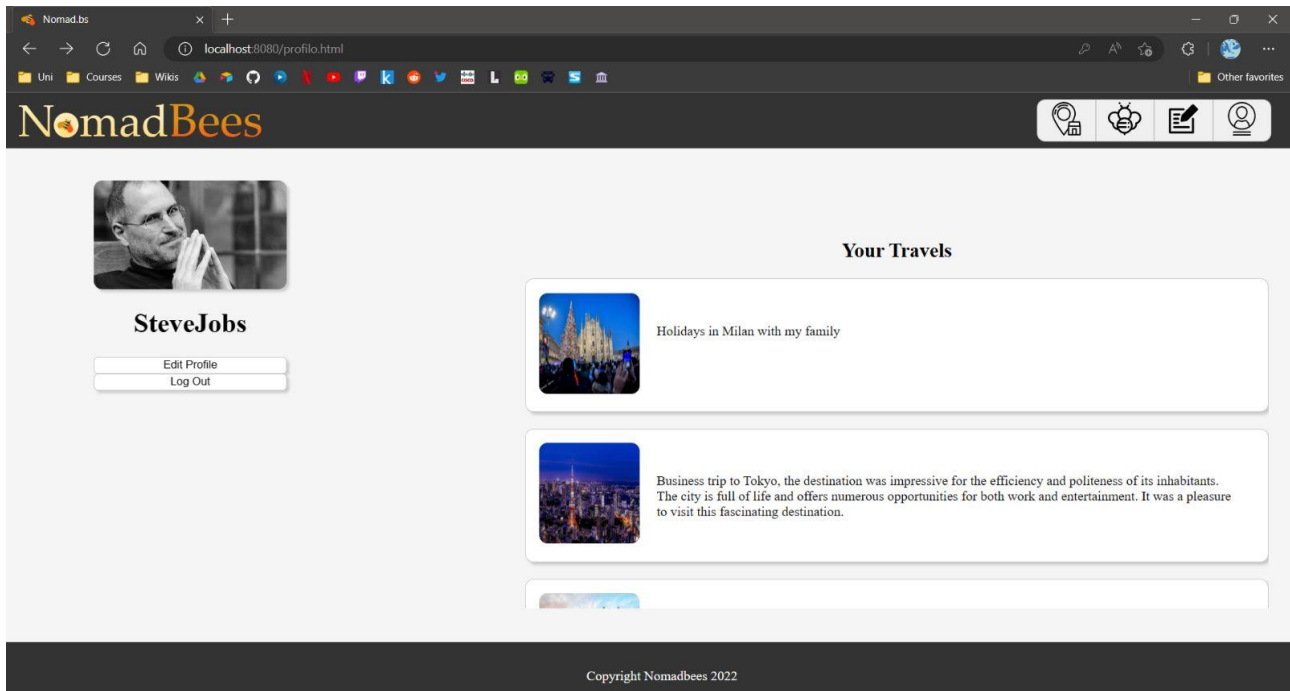 Nomad.bs
localhost:8080/profilo.html
Uni Courses Wikis Other favorites
NomadBees
SteveJobs
Edit Profile
Log Out
Your Travels
Holidays in Milan with my family
Business trip to Tokyo, the destination was impressive for the efficiency and politeness of its inhabitants.
The city is full of life and offers numerous opportunities for both work and entertainment. It was a pleasure
to visit this fascinating destination.
Copyright Nomadbees 2022